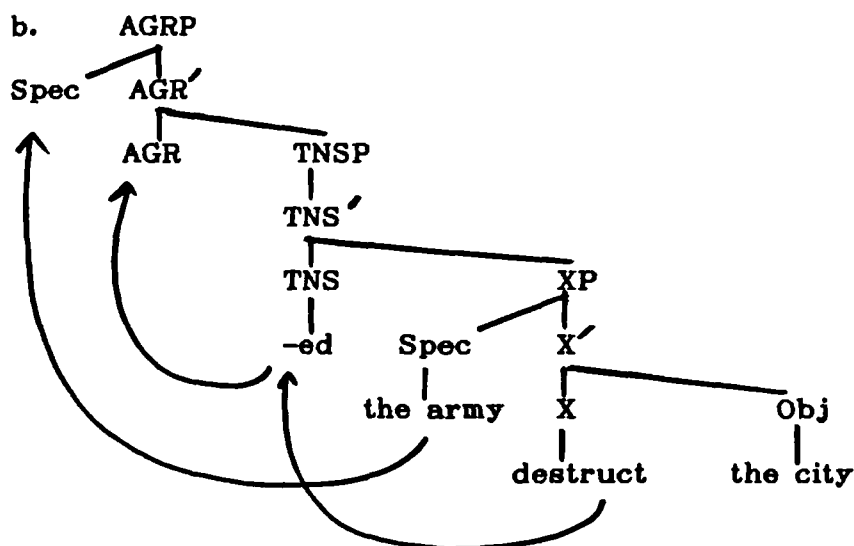 b. AGRP
Spec AGR′
AGR TNSP
TNS′
TNS XP
-ed Spec X′
the army X Obj
destruct the city